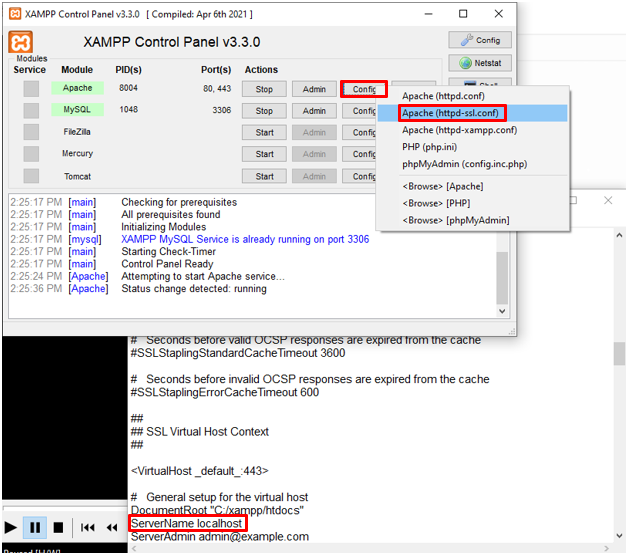 XAMPP Control Panel v3.3.0   [ Compiled: Apr 6th 2021 ]
XAMPP Control Panel v3.3.0
Config
Modules
Service Module PID(s) Port(s) Actions
Netstat
Shell
Apache 8004 80, 443 Stop Admin Config
MySQL 1048 3306 Stop Admin Confi
FileZilla Start Admin Confi
Mercury Start Admin Confi
Tomcat Start Admin Confi
Apache (httpd.conf)
Apache (httpd-ssl.conf)
Apache (httpd-xampp.conf)
PHP (php.ini)
phpMyAdmin (config.inc.php)
<Browse> [Apache]
<Browse> [PHP]
<Browse> [phpMyAdmin]
2:25:17 PM [main] Checking for prerequisites
2:25:17 PM [main] All prerequisites found
2:25:17 PM [main] Initializing Modules
2:25:17 PM [mysql] XAMPP MySQL Service is already running on port 3306
2:25:17 PM [main] Starting Check-Timer
2:25:17 PM [main] Control Panel Ready
2:25:24 PM [Apache] Attempting to start Apache service...
2:25:36 PM [Apache] Status change detected: running
# Seconds before valid OCSP responses are expired from the cache
#SSLStaplingStandardCacheTimeout 3600
# Seconds before invalid OCSP responses are expired from the cache
#SSLStaplingErrorCacheTimeout 600
##
## SSL Virtual Host Context
##
<VirtualHost _default_:443>
# General setup for the virtual host
DocumentRoot "C:/xampp/htdocs"
ServerName localhost
ServerAdmin admin@example.com